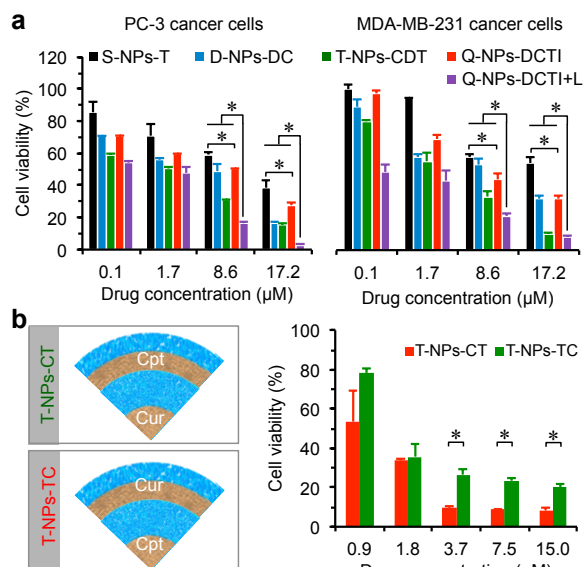 a
PC-3 cancer cells
MDA-MB-231 cancer cells
S-NPs-T
D-NPs-DC
T-NPs-CDT
Q-NPs-DCTI
Q-NPs-DCTI+L
Cell viability (%)
120
100
80
60
40
20
0
* * * *
* * * *
0.1 1.7 8.6 17.2
0.1 1.7 8.6 17.2
Drug concentration (µM)
Drug concentration (µM)
b
T-NPs-CT
Cpt
Cur
T-NPs-TC
Cur
Cpt
T-NPs-CT
T-NPs-TC
Cell viability (%)
100
80
60
40
20
0
* * *
0.9 1.8 3.7 7.5 15.0